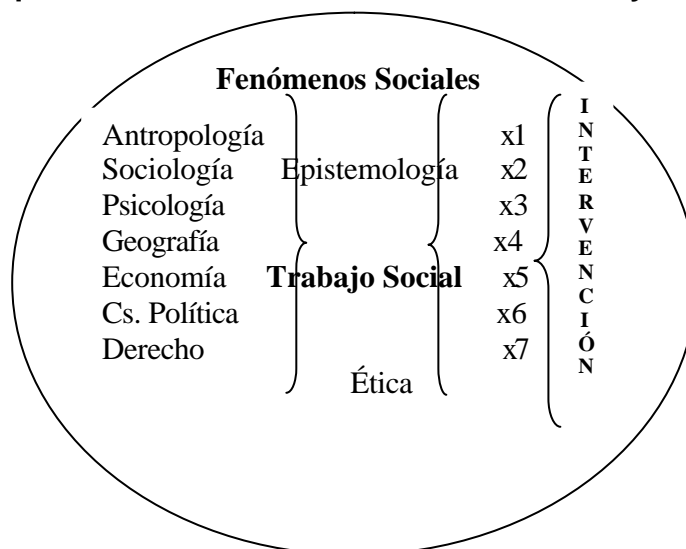 Fenómenos Sociales
Antropología
Sociología
Psicología
Geografía
Economía
Cs. Política
Derecho
Epistemología
Trabajo Social
Ética
x1
x2
x3
x4
x5
x6
x7
INTERVENCIÓN